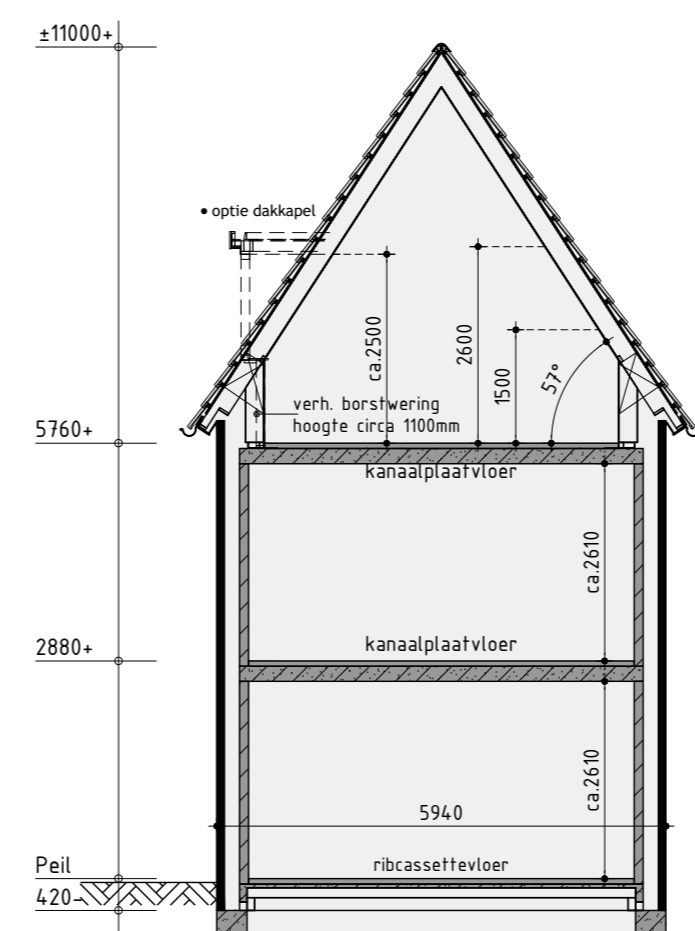 ±11000+
• optie dakkapel
ca.2500
2600
1500
57°
verh. borstwering
hoogte circa 1100mm
5760+
kanaalplaatvloer
ca.2610
kanaalplaatvloer
2880+
ca.2610
5940
Peil
ribcassettevloer
420-